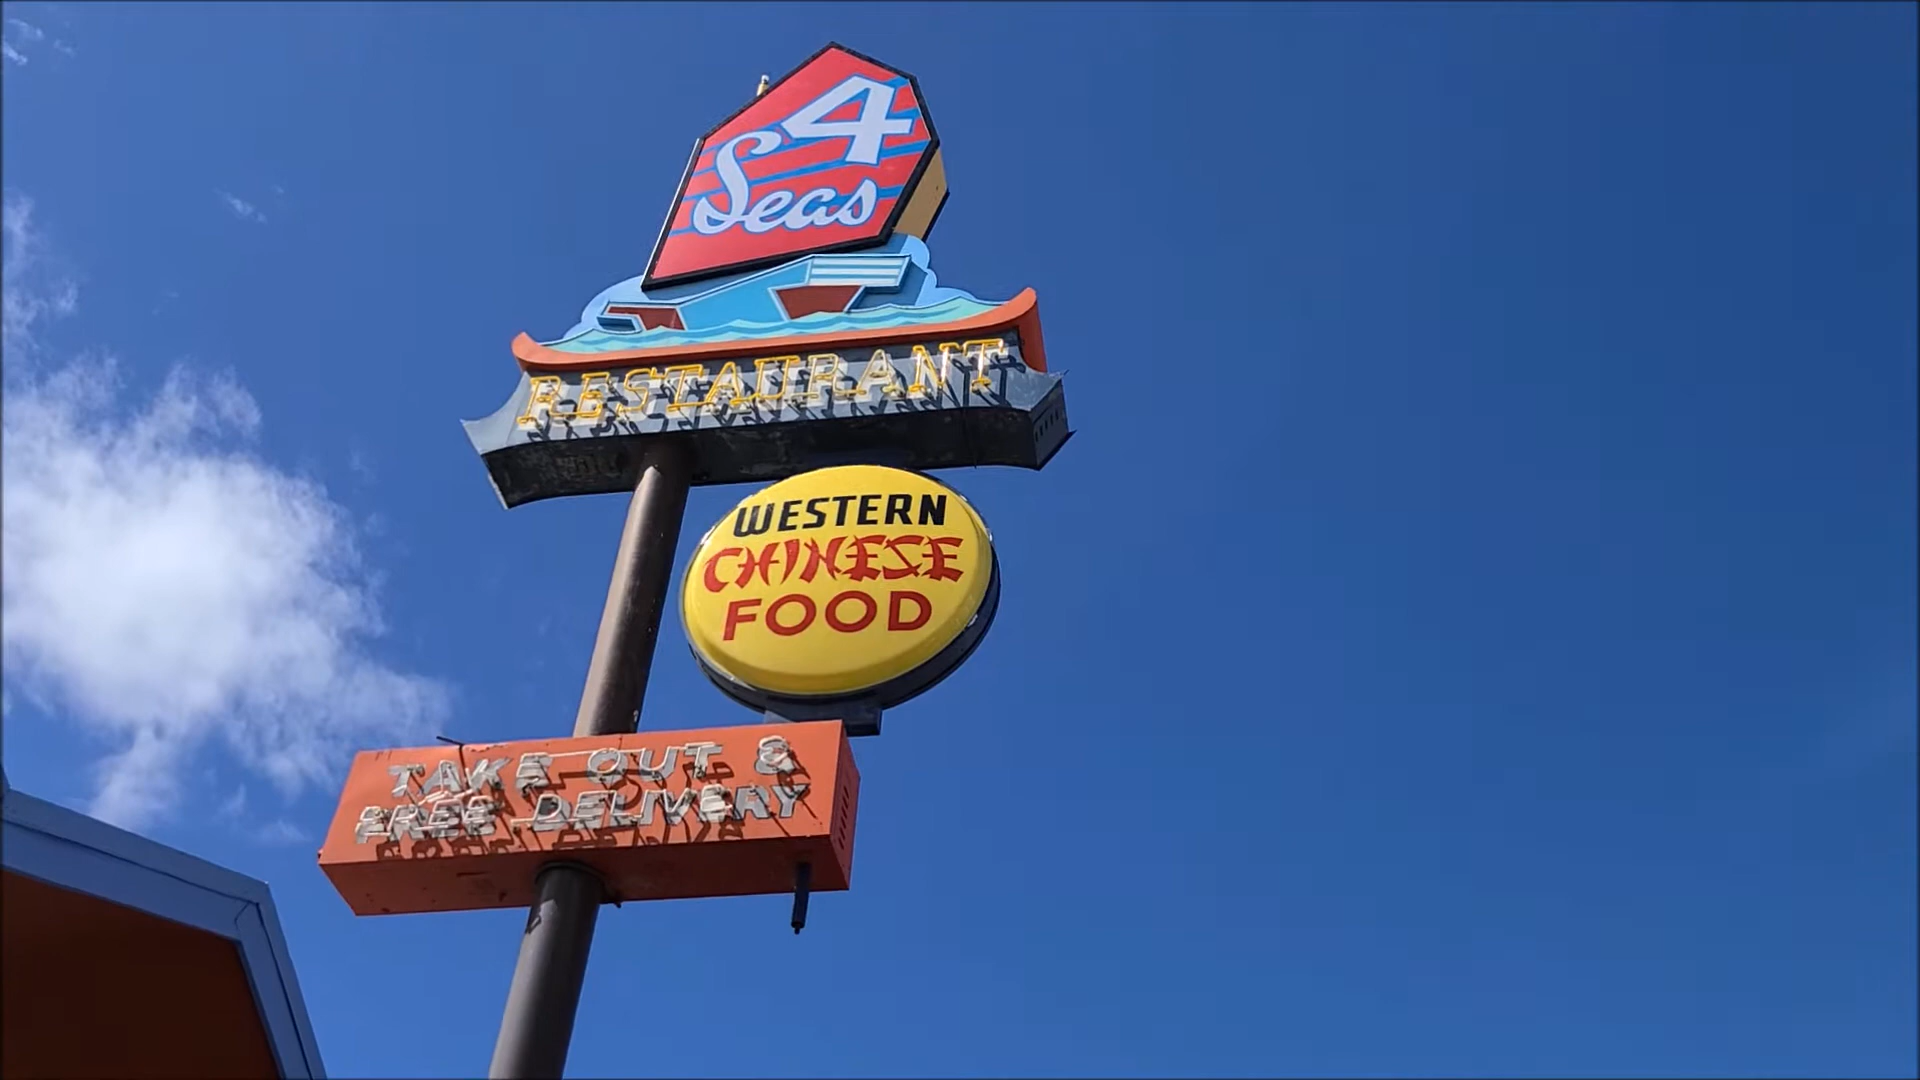 4
Seas
RESTAURANT
WESTERN
CHINESE
FOOD
TAKE OUT &
FREE DELIVERY